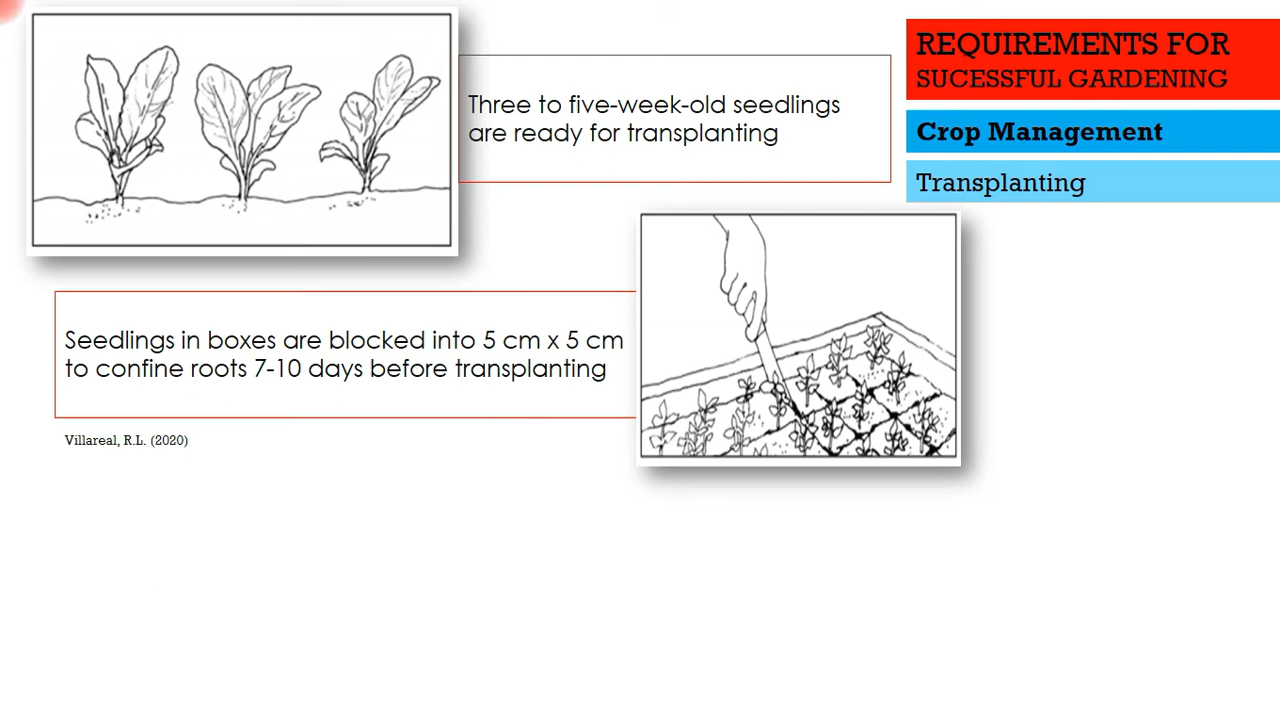 REQUIREMENTS FOR
SUCESSFUL GARDENING
Crop Management
Transplanting
Three to five-week-old seedlings
are ready for transplanting
Seedlings in boxes are blocked into 5 cm x 5 cm
to confine roots 7-10 days before transplanting
Villareal, R.L. (2020)